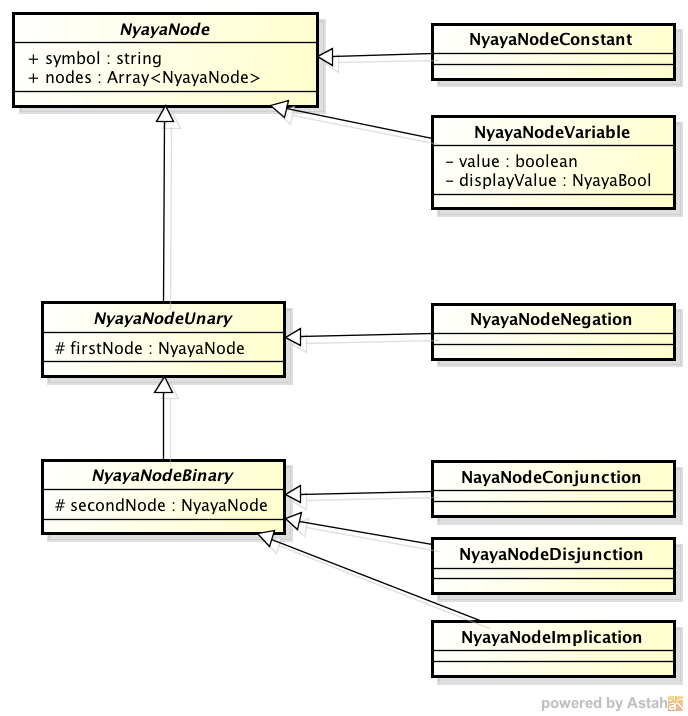 NyayaNode
+ symbol : string
+ nodes : Array<NyayaNode>
NyayaNodeConstant
NyayaNodeVariable
- value : boolean
- displayValue : NyayaBool
NyayaNodeUnary
# firstNode : NyayaNode
NyayaNodeNegation
NyayaNodeBinary
# secondNode : NyayaNode
NayaNodeConjunction
NyayaNodeDisjunction
NyayaNodeImplication
powered by Astah